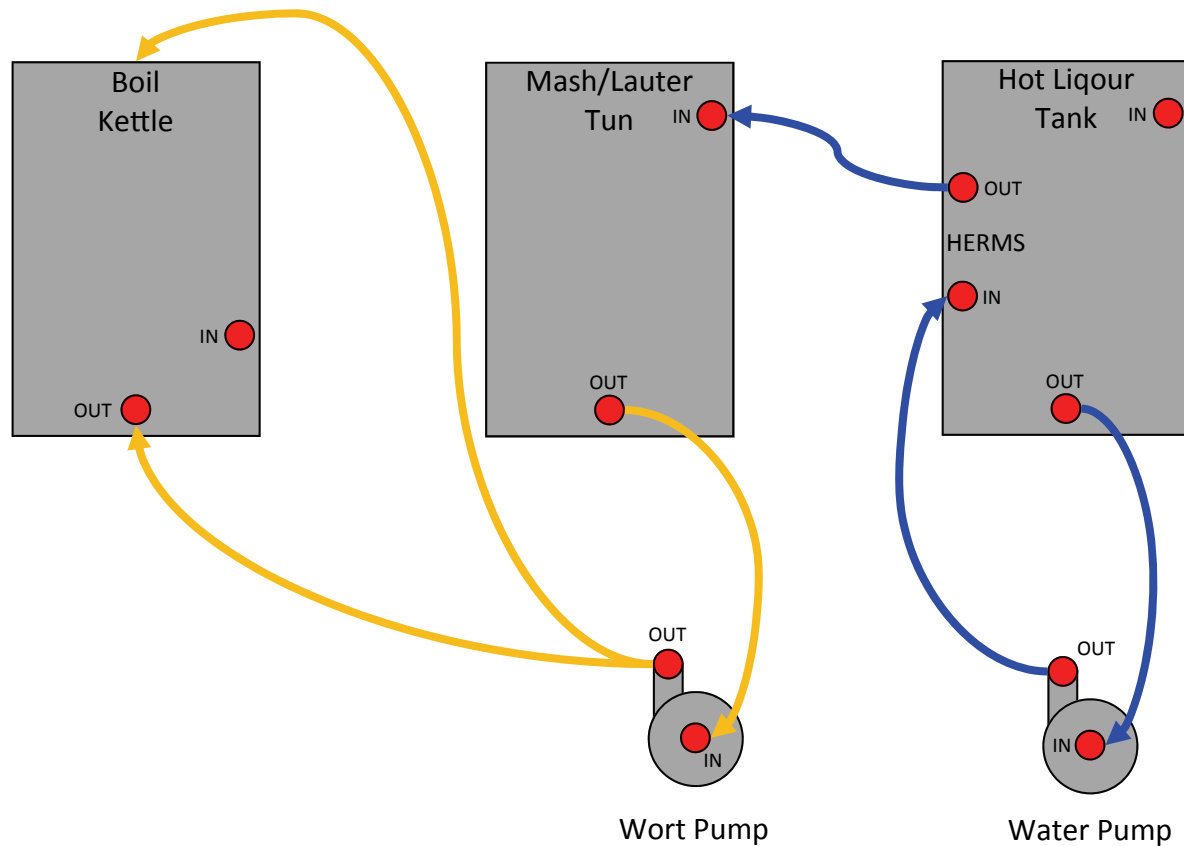 Boil
Kettle
IN
OUT
Mash/Lauter
Tun
IN
OUT
Hot Liqour
Tank
IN
OUT
HERMS
IN
OUT
OUT
IN
Wort Pump
OUT
IN
Water Pump